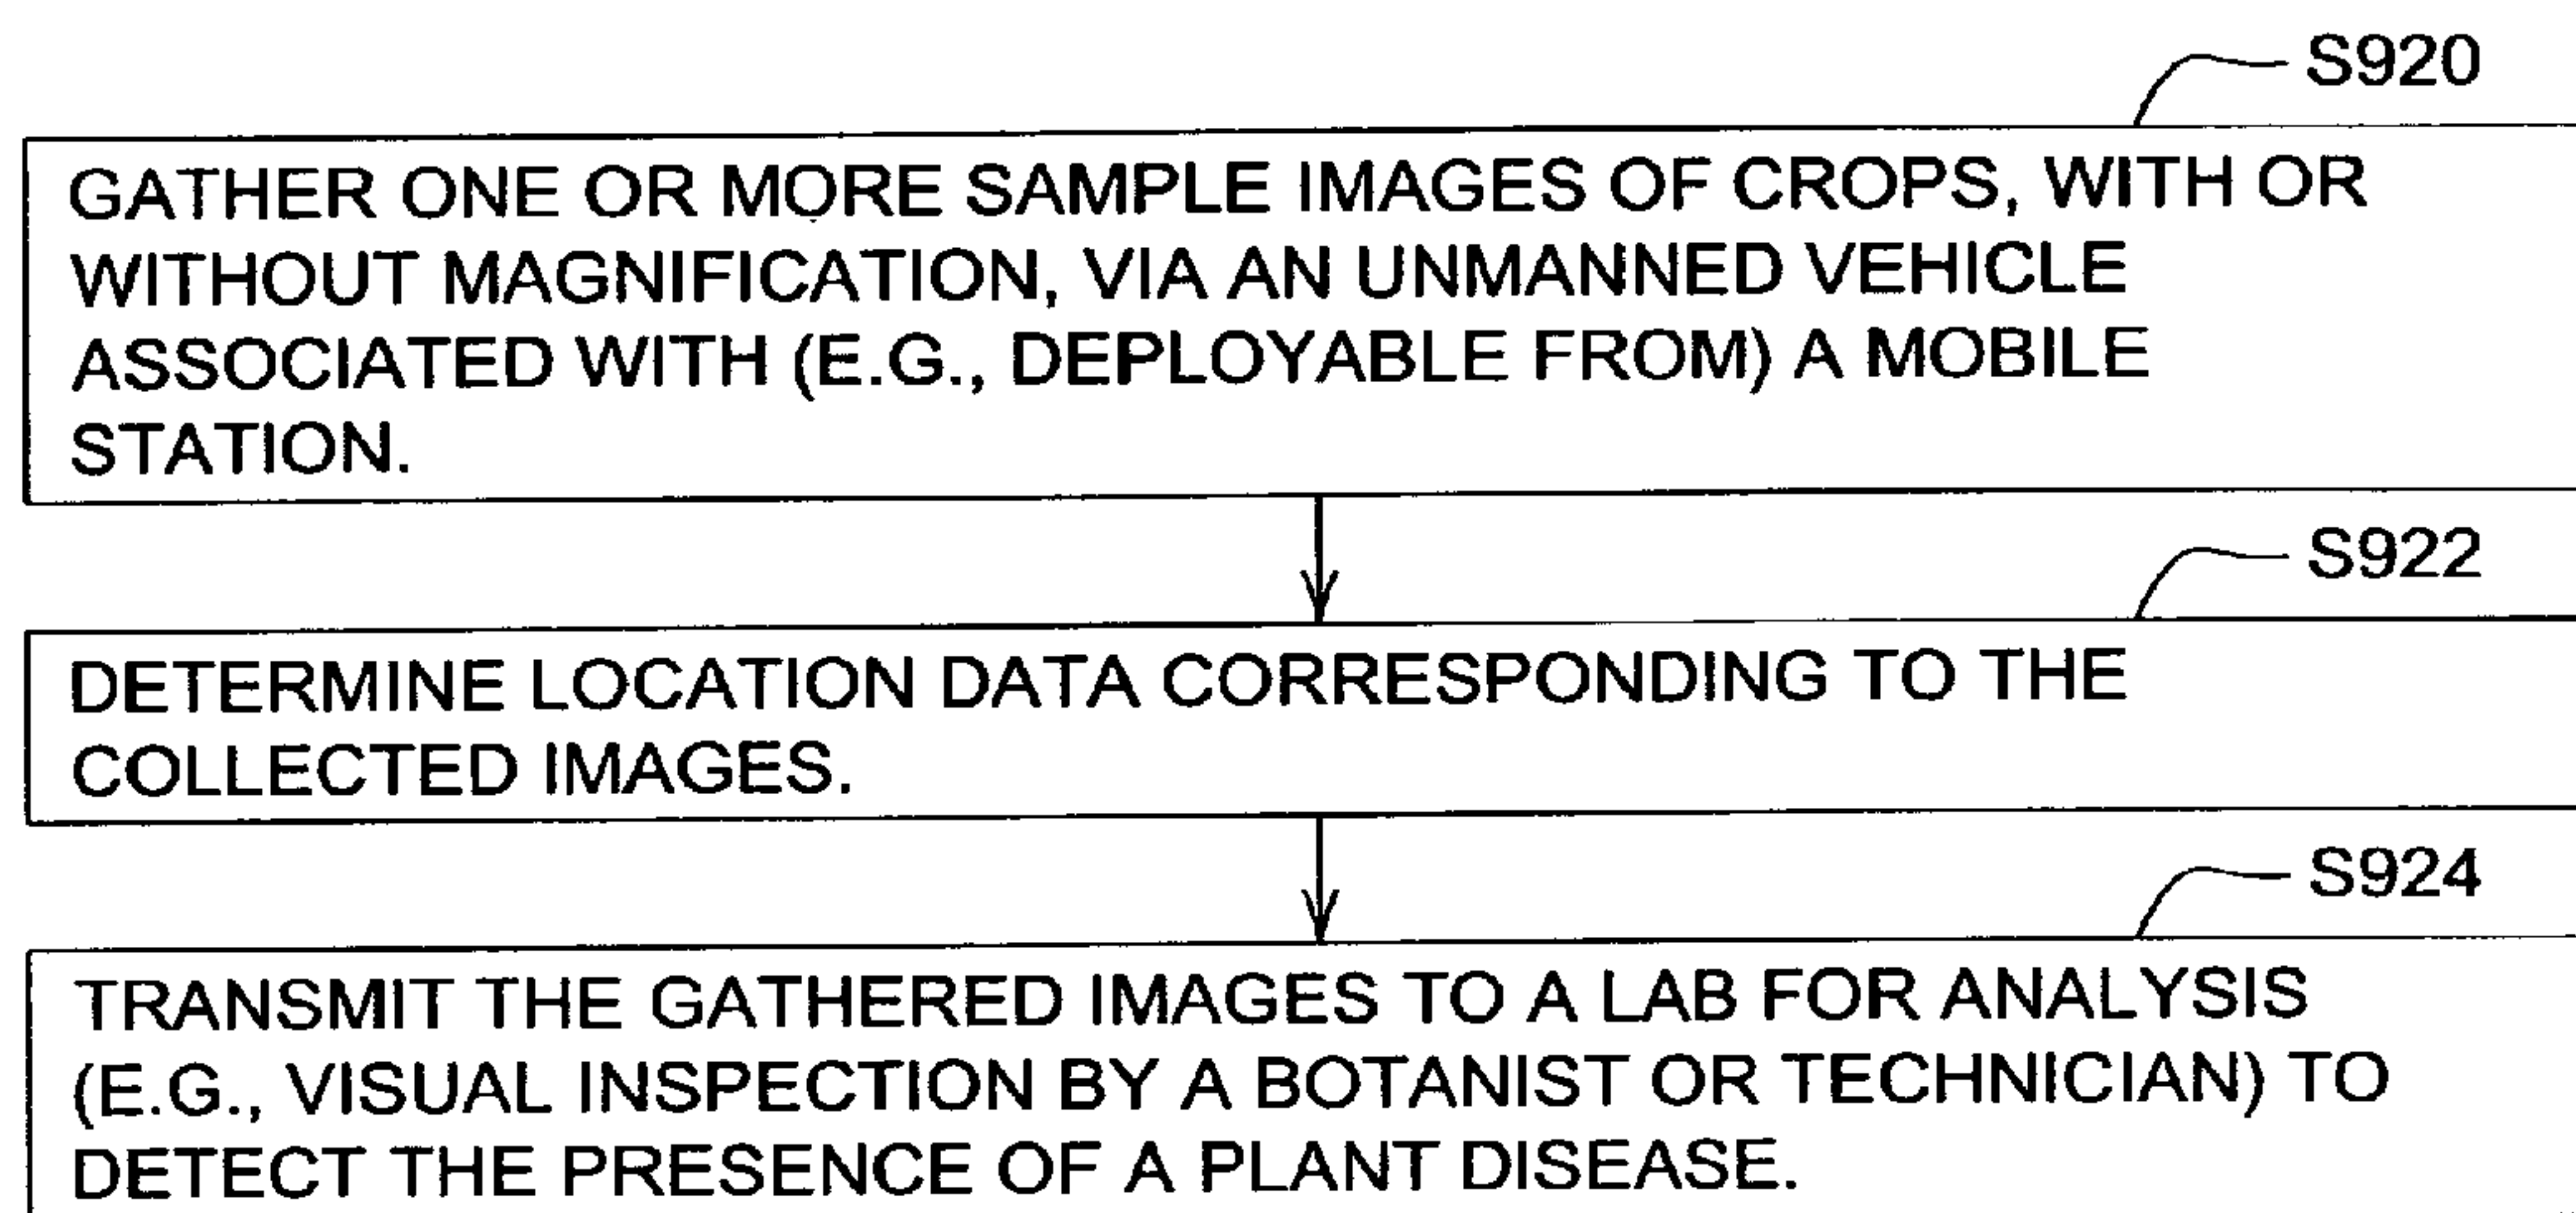 S920
GATHER ONE OR MORE SAMPLE IMAGES OF CROPS, WITH OR
WITHOUT MAGNIFICATION, VIA AN UNMANNED VEHICLE
ASSOCIATED WITH (E.G., DEPLOYABLE FROM) A MOBILE
STATION.
S922
DETERMINE LOCATION DATA CORRESPONDING TO THE
COLLECTED IMAGES.
S924
TRANSMIT THE GATHERED IMAGES TO A LAB FOR ANALYSIS
(E.G., VISUAL INSPECTION BY A BOTANIST OR TECHNICIAN) TO
DETECT THE PRESENCE OF A PLANT DISEASE.